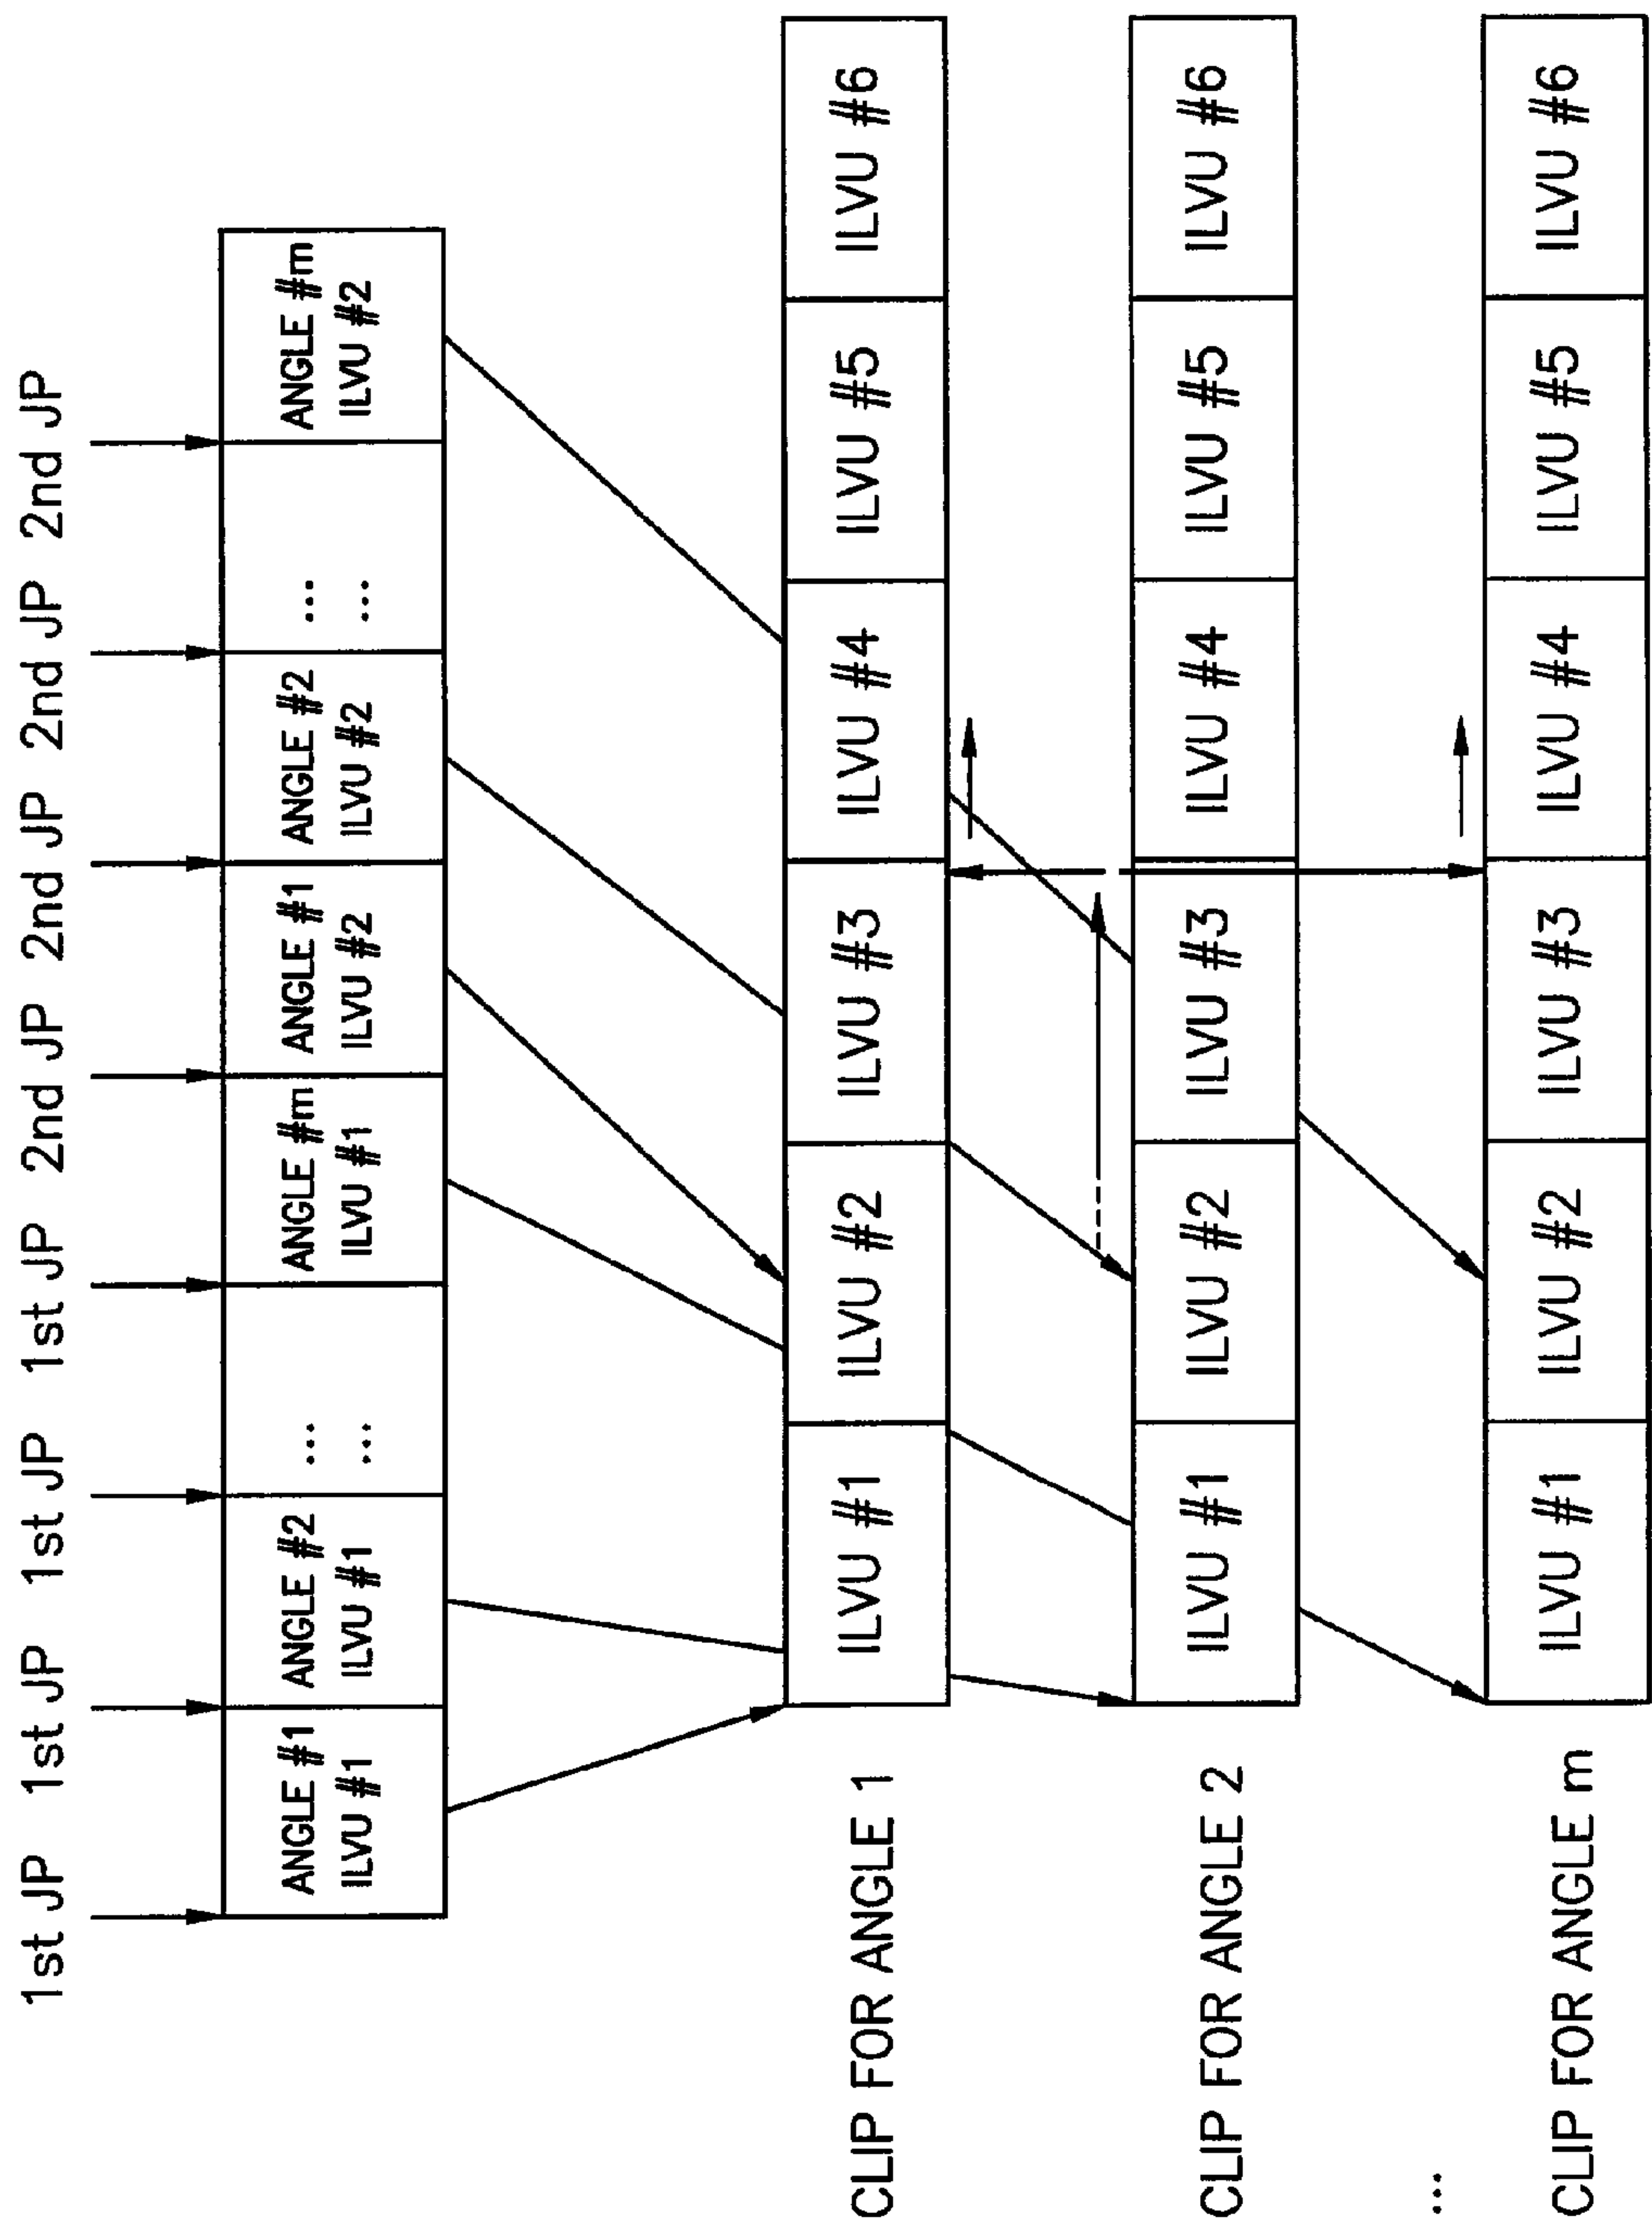 1st JP 1st JP 1st JP 1st JP 2nd JP 2nd JP 2nd JP 2nd JP
ANGLE #1
ILVU #1
ANGLE #2
ILVU #1
...
...
ANGLE #m
ILVU #1
ANGLE #1
ILVU #2
ANGLE #2
ILVU #2
...
...
ANGLE #m
ILVU #2
CLIP FOR ANGLE 1
ILVU #1
ILVU #2
ILVU #3
ILVU #4
ILVU #5
ILVU #6
CLIP FOR ANGLE 2
ILVU #1
ILVU #2
ILVU #3
ILVU #4
ILVU #5
ILVU #6
...
CLIP FOR ANGLE m
ILVU #1
ILVU #2
ILVU #3
ILVU #4
ILVU #5
ILVU #6